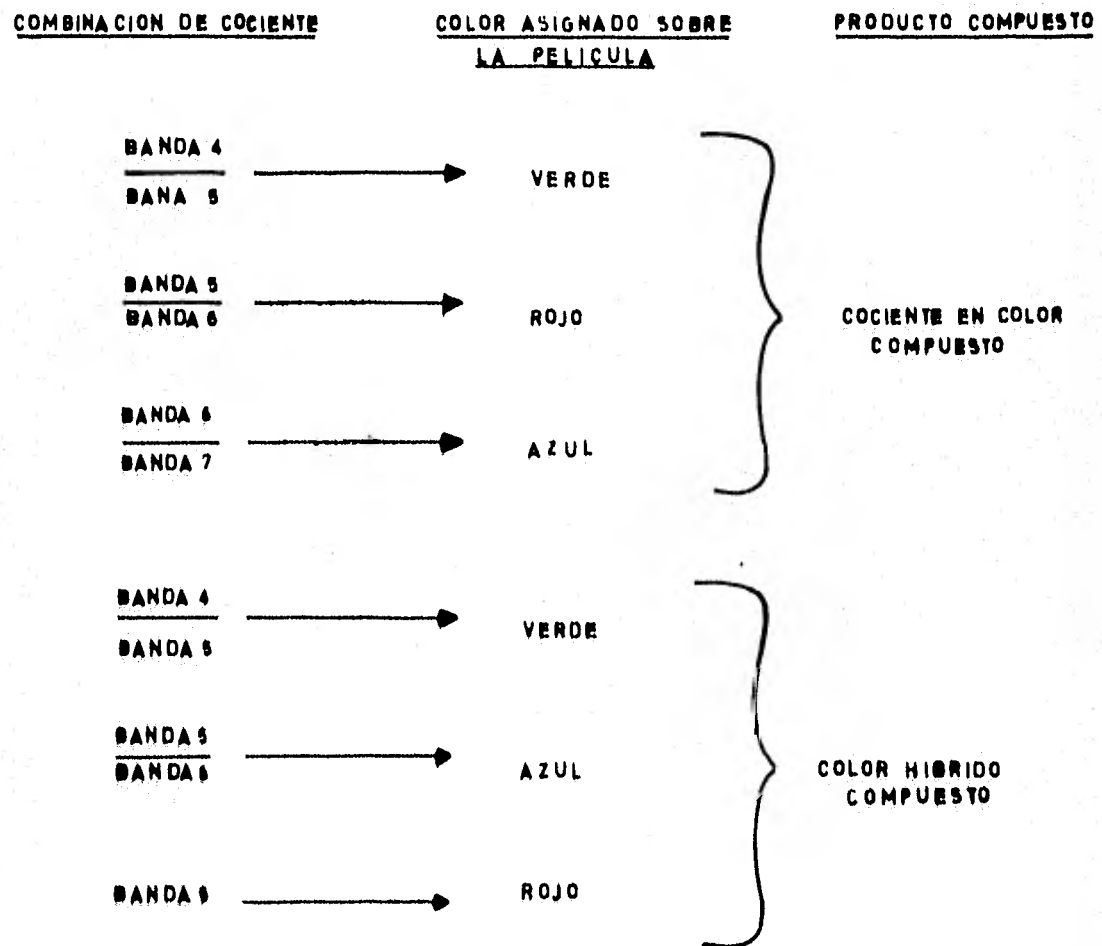 COMBINACION DE COCIENTE
COLOR ASIGNADO SOBRE
LA PELICULA
PRODUCTO COMPUESTO
BANDA 4
BANA 5
VERDE
BANDA 5
BANDA 6
ROJO
BANDA 6
BANDA 7
AZUL
COCIENTE EN COLOR
COMPUESTO
BANDA 4
BANDA 5
VERDE
BANDA 5
BANDA 6
AZUL
BANDA
ROJO
COLOR HIBRIDO
COMPUESTO